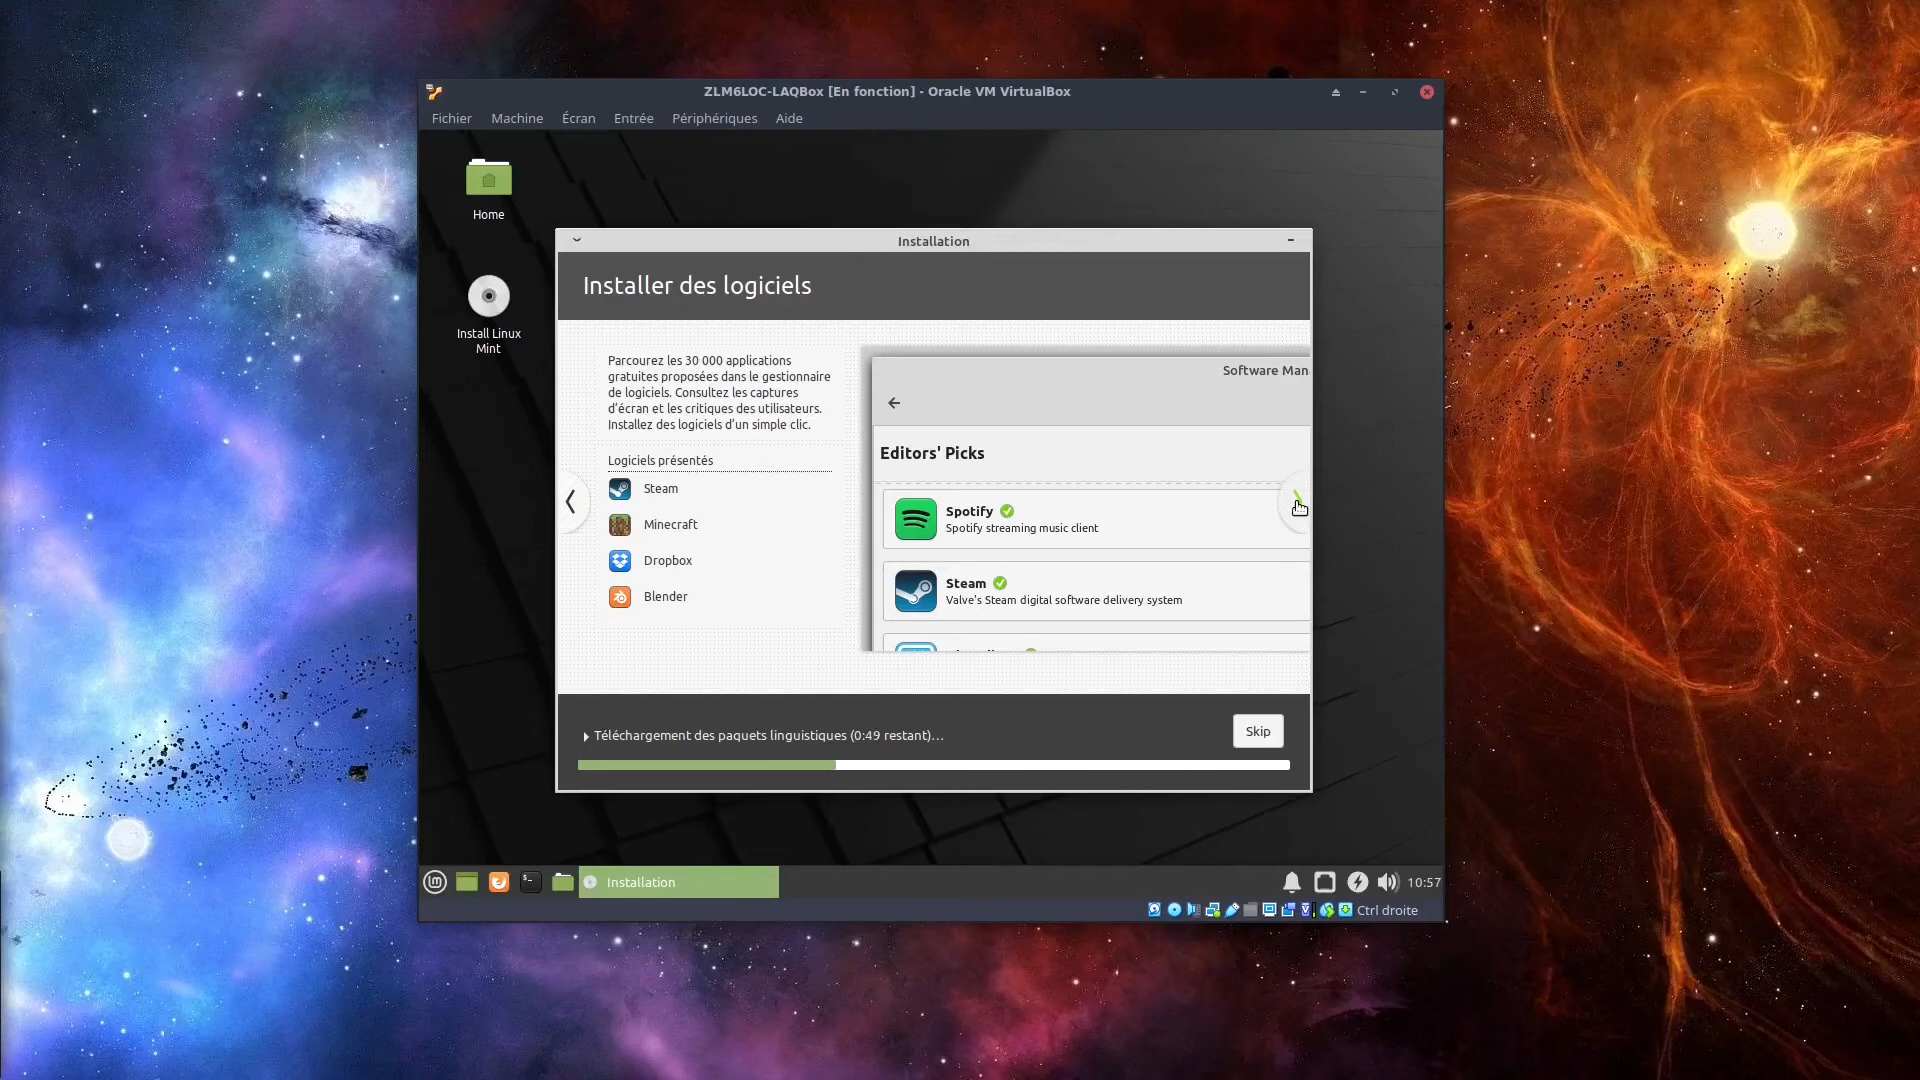 ZLM6LOC-LAQBox [En fonction] - Oracle VM VirtualBox
Fichier Machine Écran Entrée Périphériques Aide
Home
Install Linux
Mint
Installation
Installer des logiciels
Parcourez les 30 000 applications
gratuites proposées dans le gestionnaire
de logiciels. Consultez les captures
d'écran et les critiques des utilisateurs.
Installez des logiciels d'un simple clic.
Logiciels présentés
Steam
Minecraft
Dropbox
Blender
Software Man
Editors' Picks
Spotify
Spotify streaming music client
Steam
Valve's Steam digital software delivery system
Téléchargement des paquets linguistiques (0:49 restant)...
Skip
Installation
10:57
Ctrl droite